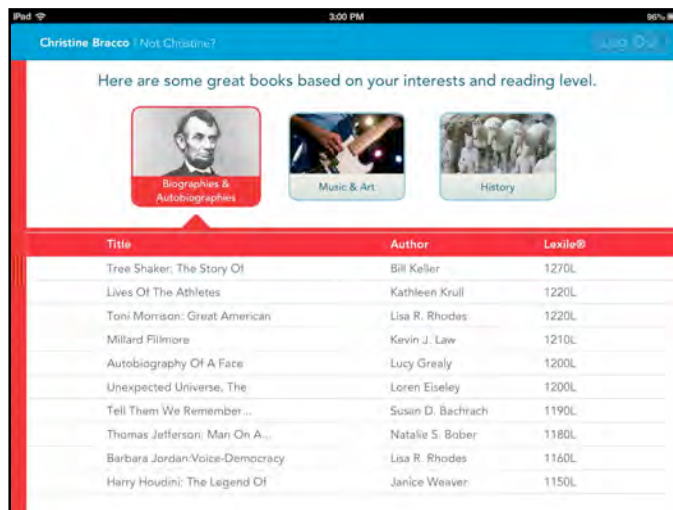 iPad 3:00 PM 96%
Christine Bracco | Not Christine? Log Out
Here are some great books based on your interests and reading level.
Biographies &
Autobiographies
Music & Art
History
Title Author Lexile®
Tree Shaker: The Story Of Bill Keller 1270L
Lives Of The Athletes Kathleen Krull 1220L
Toni Morrison: Great American Lisa R. Rhodes 1220L
Millard Fillmore Kevin J. Law 1210L
Autobiography Of A Face Lucy Grealy 1200L
Unexpected Universe, The Loren Eiseley 1200L
Tell Them We Remember... Susan D. Bachrach 1190L
Thomas Jefferson: Man On A... Natalie S. Bober 1180L
Barbara Jordan:Voice-Democracy Lisa R. Rhodes 1160L
Harry Houdini: The Legend Of Janice Weaver 1150L